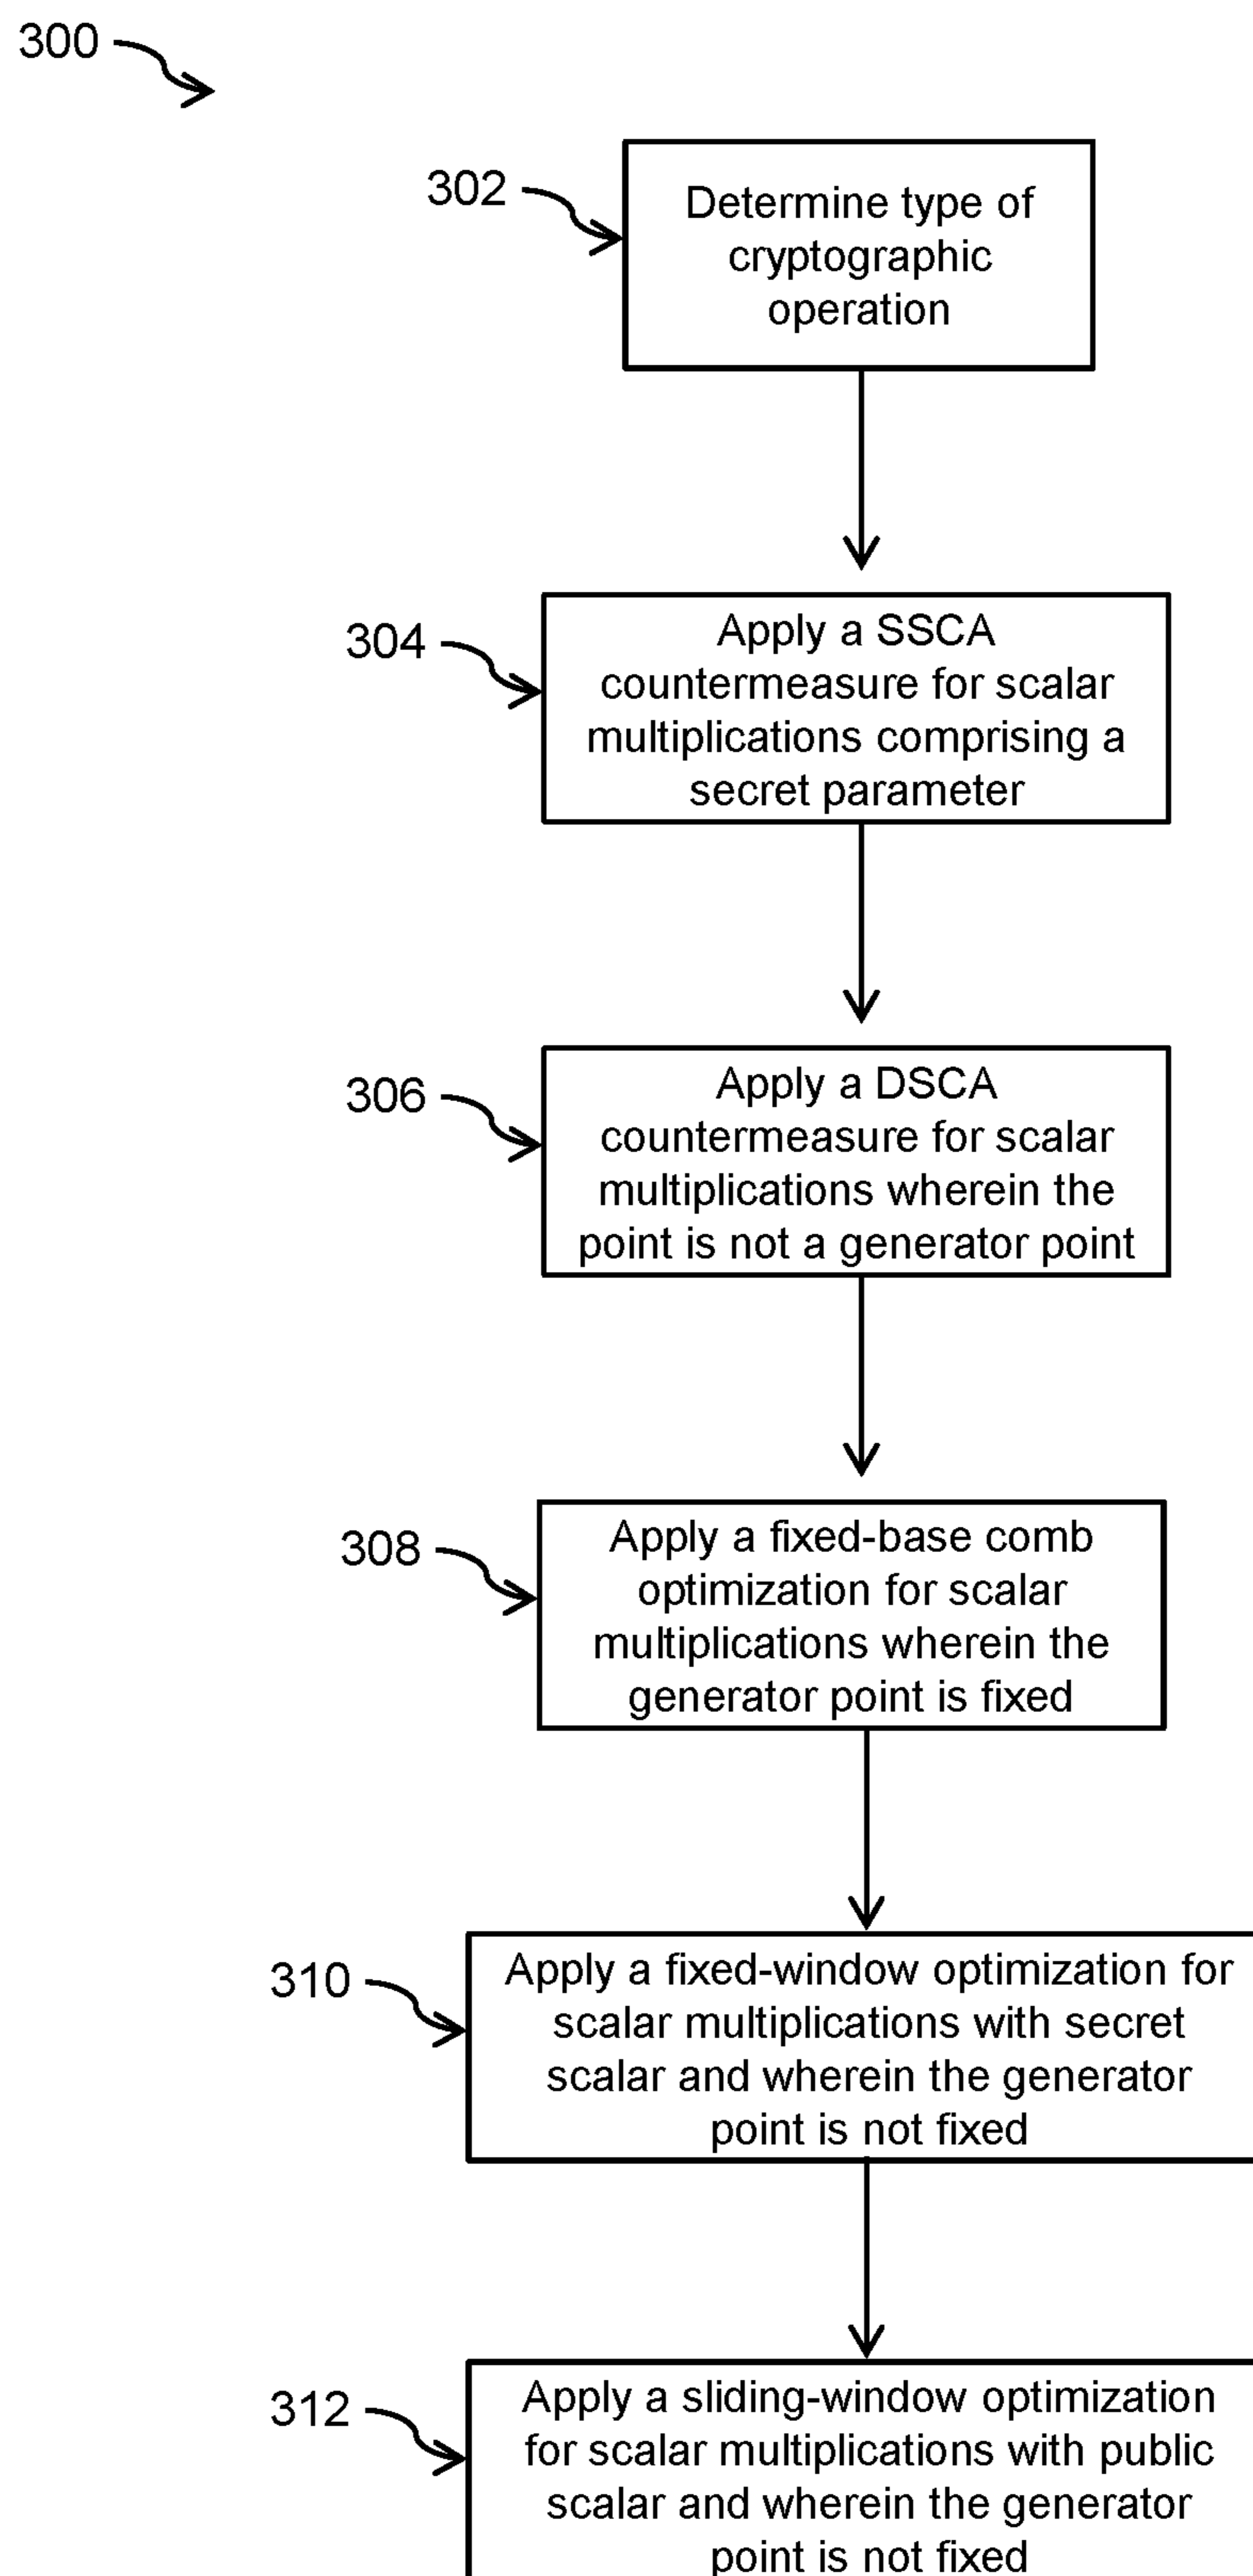 300
302
Determine type of
cryptographic
operation
304
Apply a SSCA
countermeasure for scalar
multiplications comprising a
secret parameter
306
Apply a DSCA
countermeasure for scalar
multiplications wherein the
point is not a generator point
308
Apply a fixed-base comb
optimization for scalar
multiplications wherein the
generator point is fixed
310
Apply a fixed-window optimization for
scalar multiplications with secret
scalar and wherein the generator
point is not fixed
312
Apply a sliding-window optimization
for scalar multiplications with public
scalar and wherein the generator
point is not fixed